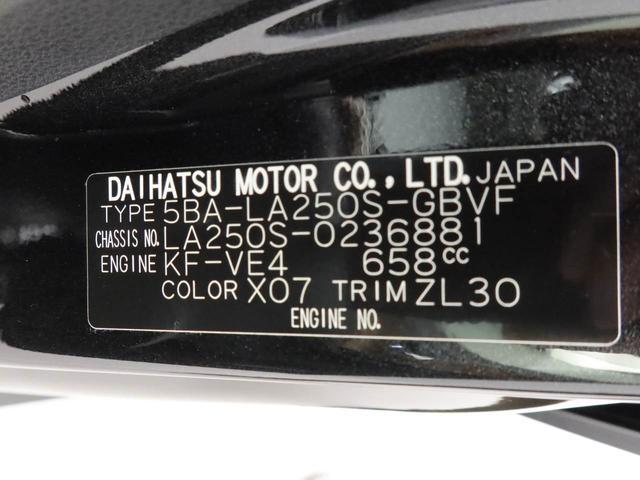 DAIHATSU MOTOR CO., LTD. JAPAN
TYPE 5BA-LA250S-GBVF
CHASSIS NO. LA250S-0236881
ENGINE KF-VE4 658cc
COLOR X07 TRIM ZL30
ENGINE NO.